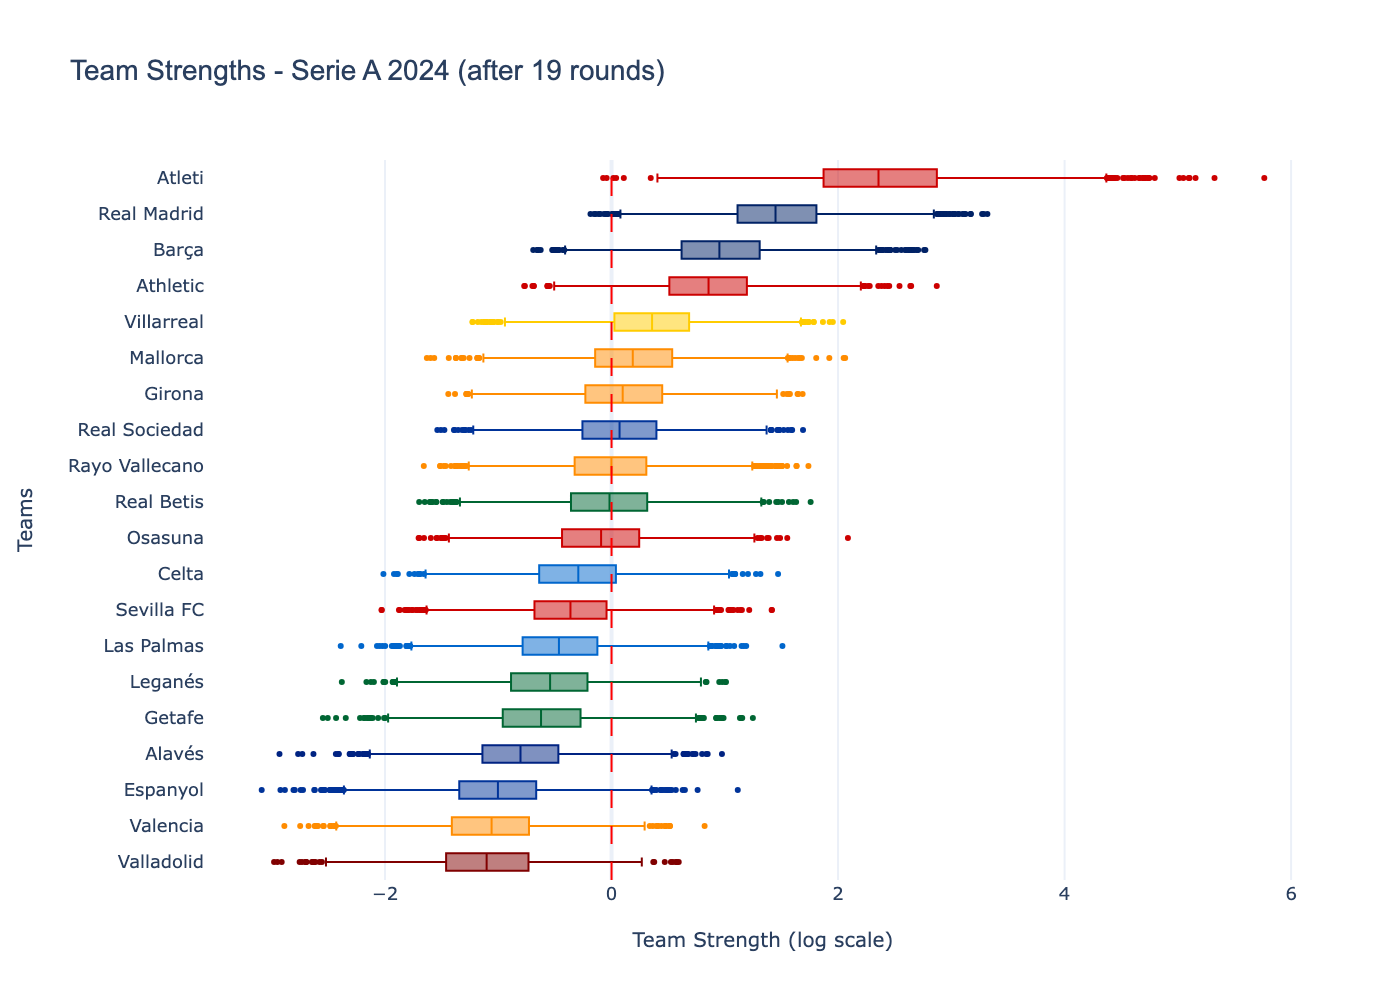 Team Strengths - Serie A 2024 (after 19 rounds)
Teams
Atleti
Real Madrid
Barça
Athletic
Villarreal
Mallorca
Girona
Real Sociedad
Rayo Vallecano
Real Betis
Osasuna
Celta
Sevilla FC
Las Palmas
Leganés
Getafe
Alavés
Espanyol
Valencia
Valladolid
−2 0 2 4 6
Team Strength (log scale)